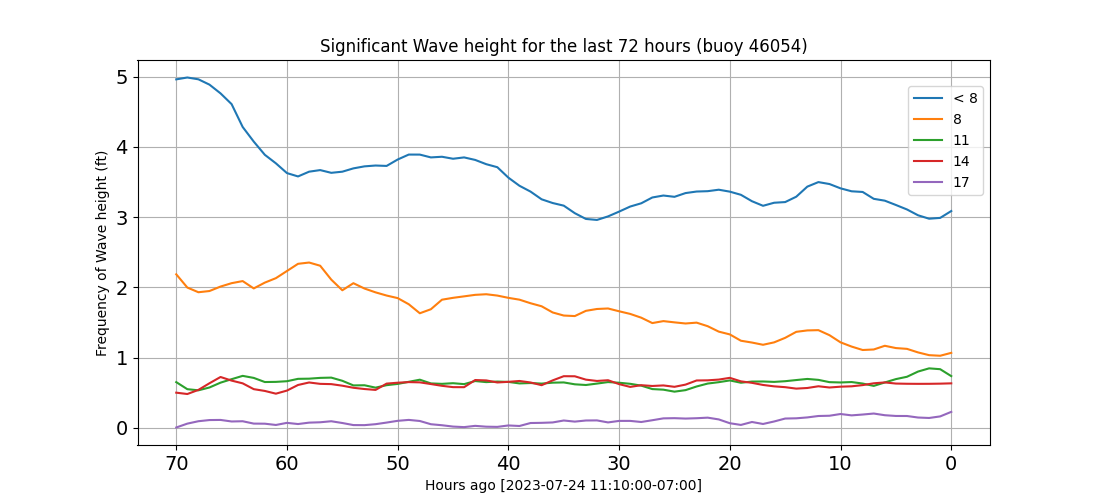 Significant Wave height for the last 72 hours (buoy 46054)
Frequency of Wave height (ft)
5
4
3
2
1
0
< 8
8
11
14
17
70 60 50 40 30 20 10 0
Hours ago [2023-07-24 11:10:00-07:00]